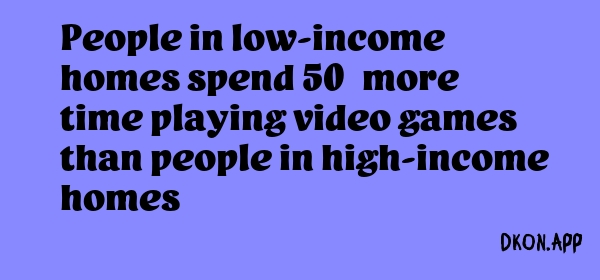 People in low-income
homes spend 50 more
time playing video games
than people in high-income
homes
DKON.APP